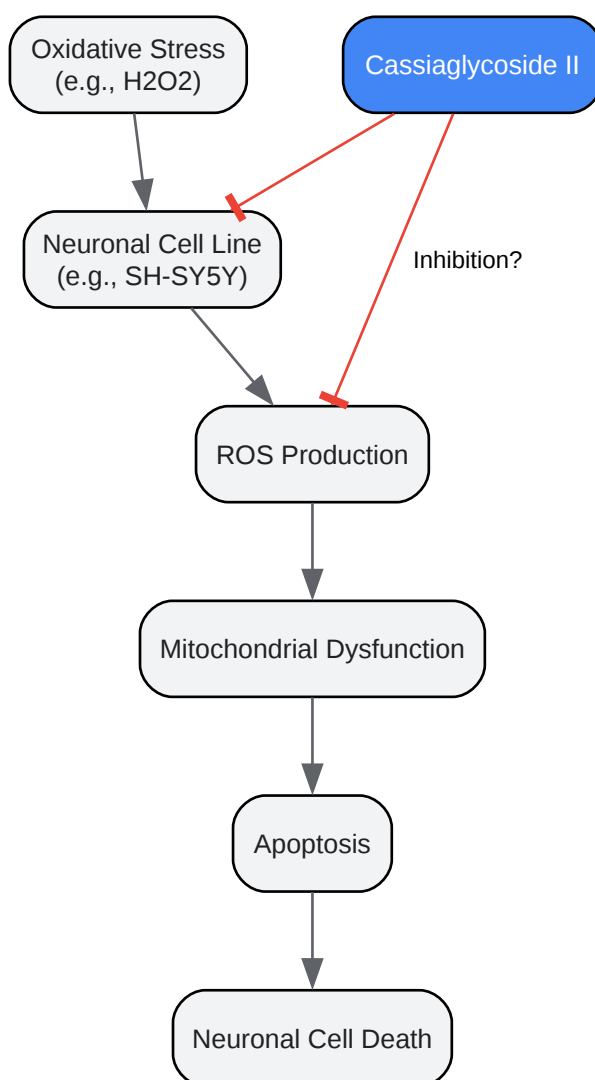 Oxidative Stress
(e.g., H2O2)
Cassiaglycoside II
Neuronal Cell Line
(e.g., SH-SY5Y)
Inhibition?
ROS Production
Mitochondrial Dysfunction
Apoptosis
Neuronal Cell Death